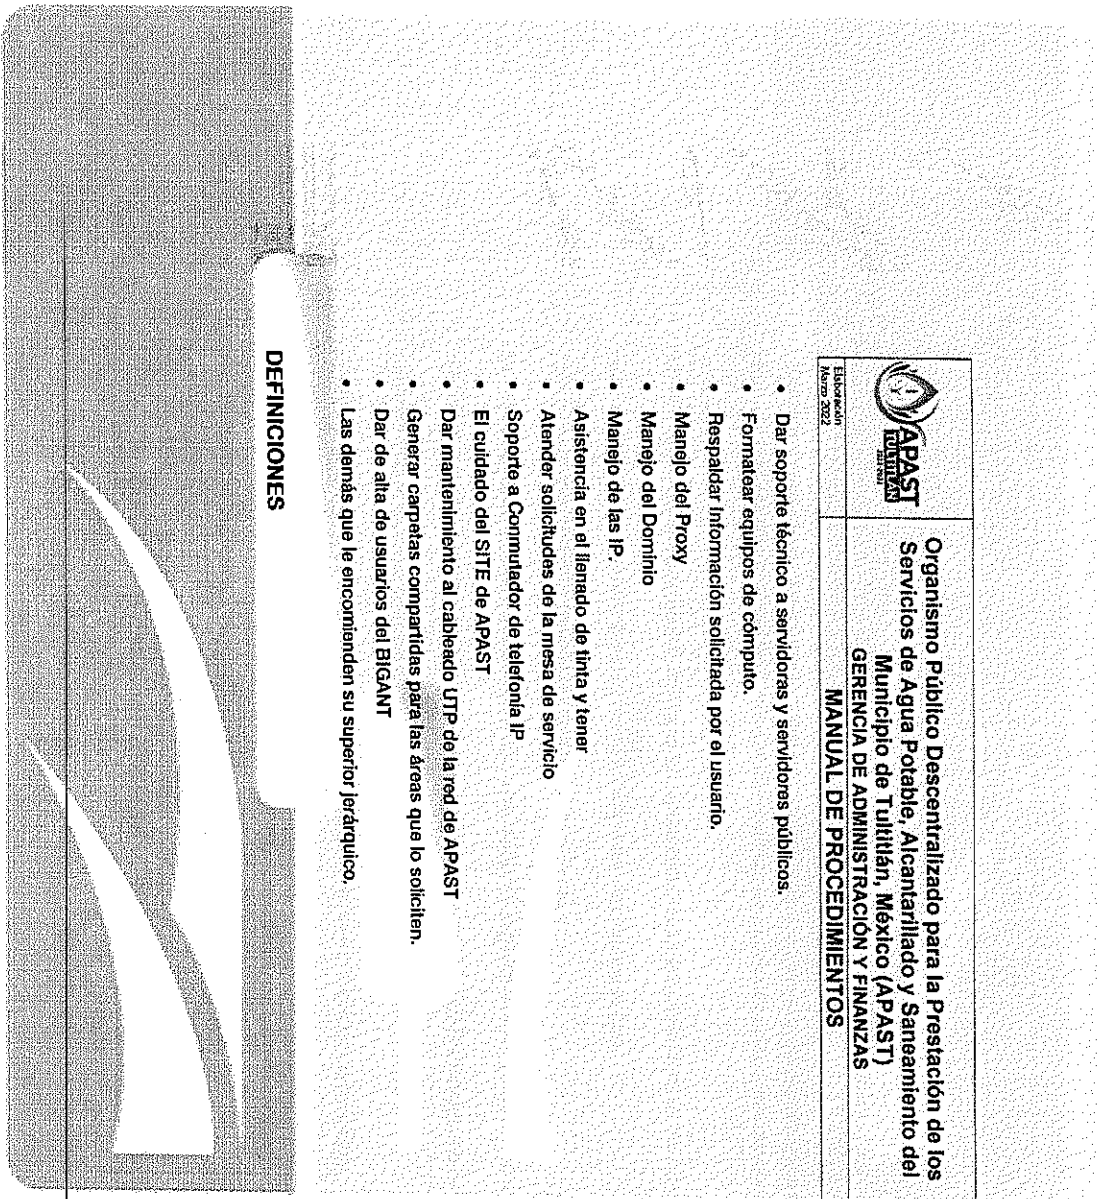 APAST
TULTITLÁN
Organismo Público Descentralizado para la Prestación de los
Servicios de Agua Potable, Alcantarillado y Saneamiento del
Municipio de Tultitlán, México (APAST)
GERENCIA DE ADMINISTRACIÓN Y FINANZAS
Elaboración
Marzo 2022
MANUAL DE PROCEDIMIENTOS
• Dar soporte técnico a servidoras y servidores públicos.
• Formatear equipos de cómputo.
• Respaldar información solicitada por el usuario.
• Manejo del Proxy
• Manejo del Dominio
• Manejo de las IP.
• Asistencia en el llenado de tinta y tener
• Atender solicitudes de la mesa de servicio
• Soporte a Conmutador de telefonía IP
• El cuidado del SITE de APAST
• Dar mantenimiento al cableado UTP de la red de APAST
• Generar carpetas compartidas para las áreas que lo soliciten.
• Dar de alta de usuarios del BIGANT
• Las demás que le encomienden su superior jerárquico.
DEFINICIONES